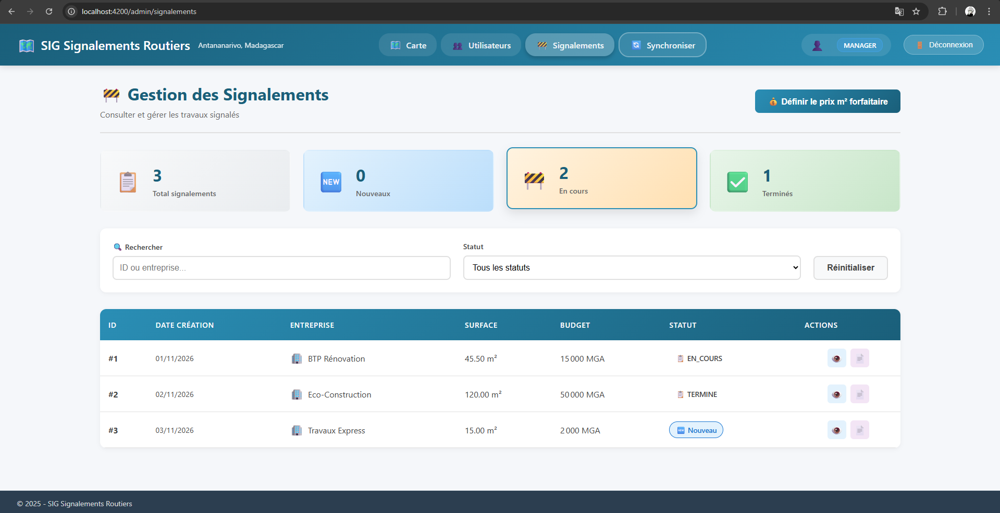 localhost:4200/admin/signalements
SIG Signalements Routiers
Antananarivo, Madagascar
Carte
Utilisateurs
Signalements
Synchroniser
MANAGER
Déconnexion
Gestion des Signalements
Consulter et gérer les travaux signalés
Définir le prix m² forfaitaire
3
Total signalements
NEW
0
Nouveaux
2
En cours
1
Terminés
Rechercher
ID ou entreprise...
Statut
Tous les statuts
Réinitialiser
ID DATE CRÉATION ENTREPRISE SURFACE BUDGET STATUT ACTIONS
#1 01/11/2026 BTP Rénovation 45.50 m² 15 000 MGA EN_COURS
#2 02/11/2026 Eco-Construction 120.00 m² 50 000 MGA TERMINE
#3 03/11/2026 Travaux Express 15.00 m² 2 000 MGA NEW Nouveau
© 2025 - SIG Signalements Routiers